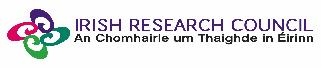 IRISH RESEARCH COUNCIL
An Chomhairle um Thaighde in Éirinn